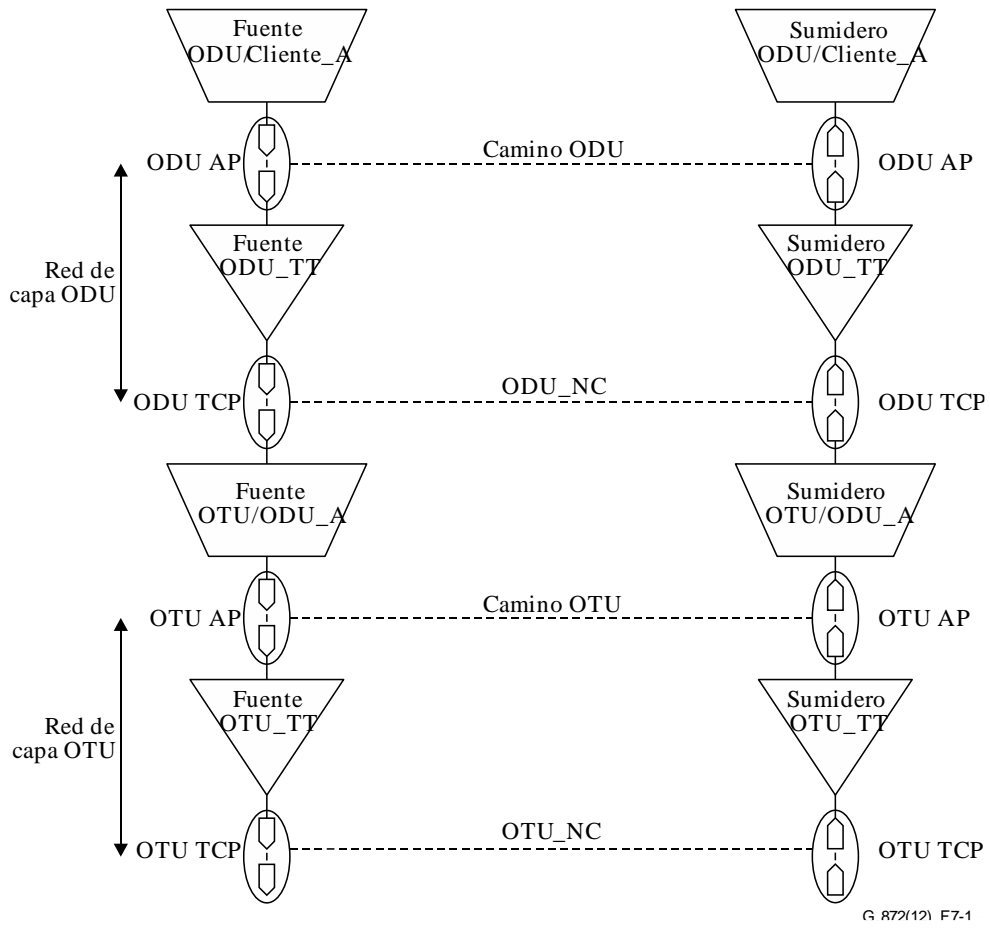 Fuente
ODU/Cliente_A
Sumidero
ODU/Cliente_A
ODU AP
Camino ODU
ODU AP
Fuente
ODU_TT
Sumidero
ODU_TT
Red de
capa ODU
ODU TCP
ODU_NC
ODU TCP
Fuente
OTU/ODU_A
Sumidero
OTU/ODU_A
OTU AP
Camino OTU
OTU AP
Fuente
OTU_TT
Sumidero
OTU_TT
Red de
capa OTU
OTU TCP
OTU_NC
OTU TCP
G.872(12)_F7-1